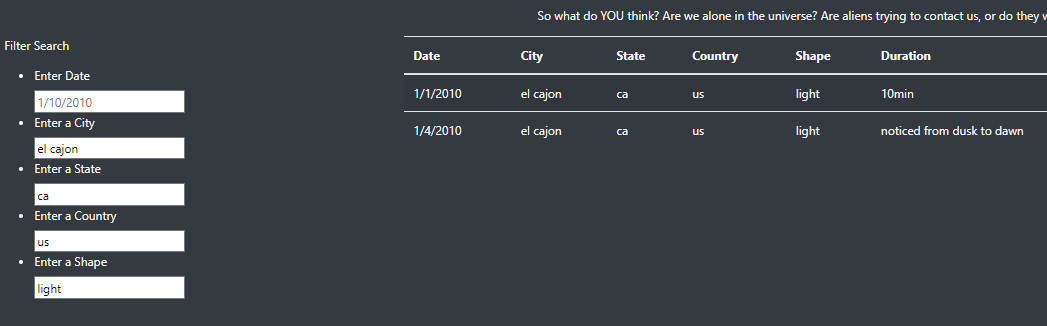 So what do YOU think? Are we alone in the universe? Are aliens trying to contact us, or do they
Filter Search
Enter Date
1/10/2010
Enter a City
el cajon
Enter a State
ca
Enter a Country
us
Enter a Shape
light
Date City State Country Shape Duration
1/1/2010 el cajon ca us light 10min
1/4/2010 el cajon ca us light noticed from dusk to dawn